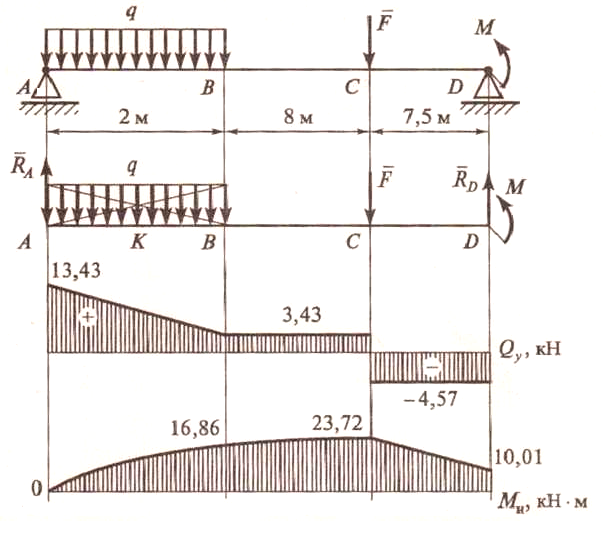 q
F̅
M
A
B
C
D
2 м
8 м
7,5 м
R̅A
q
F̅
R̅D
M
A
K
B
C
D
13,43
+
3,43
Qy, кН
−
−4,57
16,86
23,72
10,01
0
Mн, кН · м